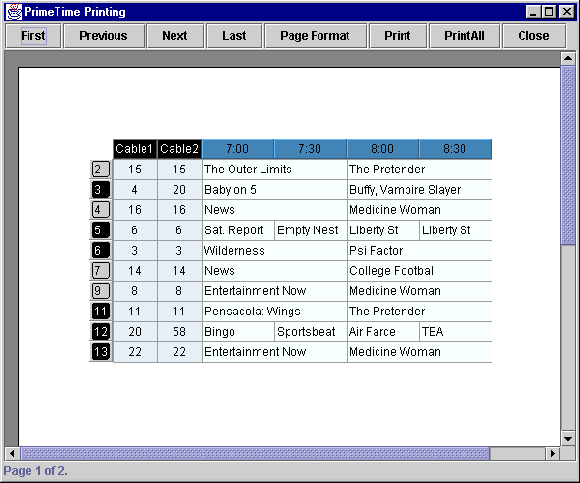 PrimeTime Printing
First Previous Next Last Page Format Print PrintAll Close
Cable1 Cable2 7:00 7:30 8:00 8:30
2 15 15 The Outer Limits The Pretender
3 4 20 Babylon 5 Buffy, Vampire Slayer
4 16 16 News Medicine Woman
5 6 6 Sat. Report Empty Nest Liberty St Liberty St
6 3 3 Wilderness Psi Factor
7 14 14 News College Football
9 8 8 Entertainment Now Medicine Woman
11 11 11 Pensacola: Wings The Pretender
12 20 58 Bingo Sportsbeat Air Farce TEA
13 22 22 Entertainment Now Medicine Woman
Page 1 of 2.